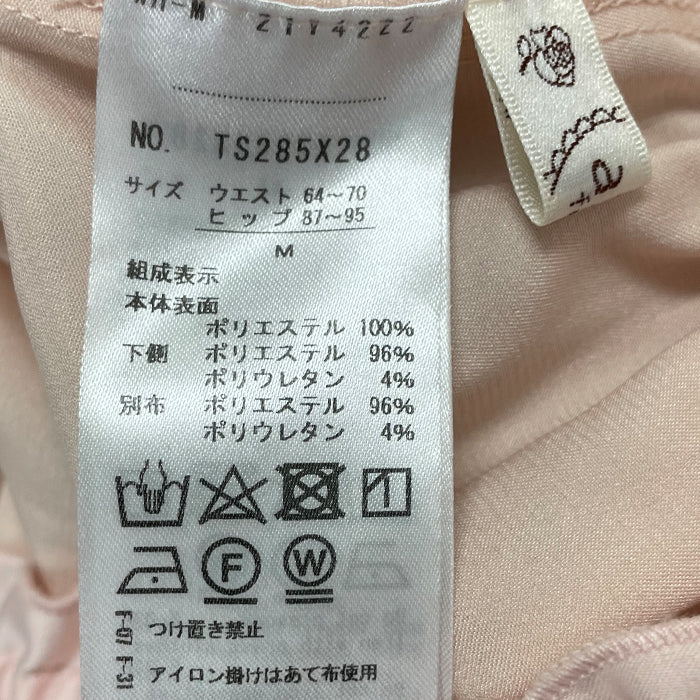 21Y4222
NO. TS285X28
サイズ ウエスト 64～70
ヒップ 87～95
M
組成表示
本体表面
ポリエステル 100%
下側 ポリエステル 96%
ポリウレタン 4%
別布 ポリエステル 96%
ポリウレタン 4%
F W
F-07 つけ置き禁止
F-31 アイロン掛けはあて布使用